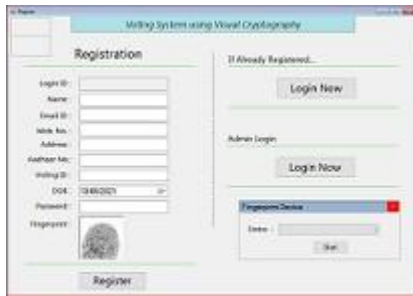 Register
Voting System using Visual Cryptography
Registration
Login ID :
Name :
Email ID :
Mob. No. :
Address :
Aadhaar No. :
Voting ID :
DOB :
Password :
Fingerprint :
Register
If Already Registered...
Login Now
Admin Login
Login Now
Fingerprint Device
Status :
Start